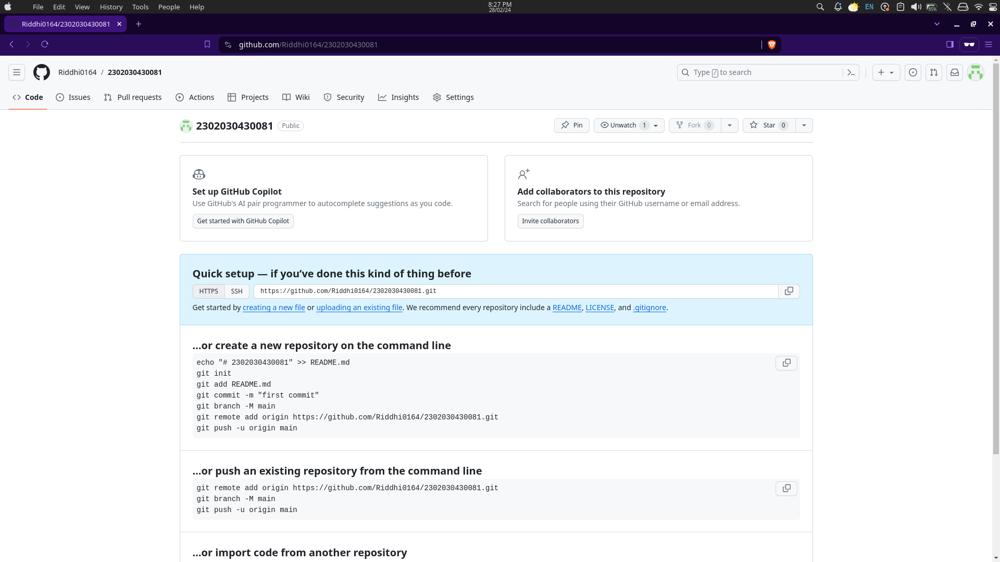 File Edit View History Tools People Help
8:27 PM
28/02/24
EN
85%
Riddhi0164/2302030430081
github.com/Riddhi0164/2302030430081
Riddhi0164 / 2302030430081
Type / to search
Code Issues Pull requests Actions Projects Wiki Security Insights Settings
2302030430081 Public
Pin Unwatch 1 Fork 0 Star 0
Set up GitHub Copilot
Use GitHub's AI pair programmer to autocomplete suggestions as you code.
Get started with GitHub Copilot
Add collaborators to this repository
Search for people using their GitHub username or email address.
Invite collaborators
Quick setup — if you’ve done this kind of thing before
HTTPS SSH https://github.com/Riddhi0164/2302030430081.git
Get started by creating a new file or uploading an existing file. We recommend every repository include a README, LICENSE, and .gitignore.
…or create a new repository on the command line
echo "# 2302030430081" >> README.md
git init
git add README.md
git commit -m "first commit"
git branch -M main
git remote add origin https://github.com/Riddhi0164/2302030430081.git
git push -u origin main
…or push an existing repository from the command line
git remote add origin https://github.com/Riddhi0164/2302030430081.git
git branch -M main
git push -u origin main
…or import code from another repository